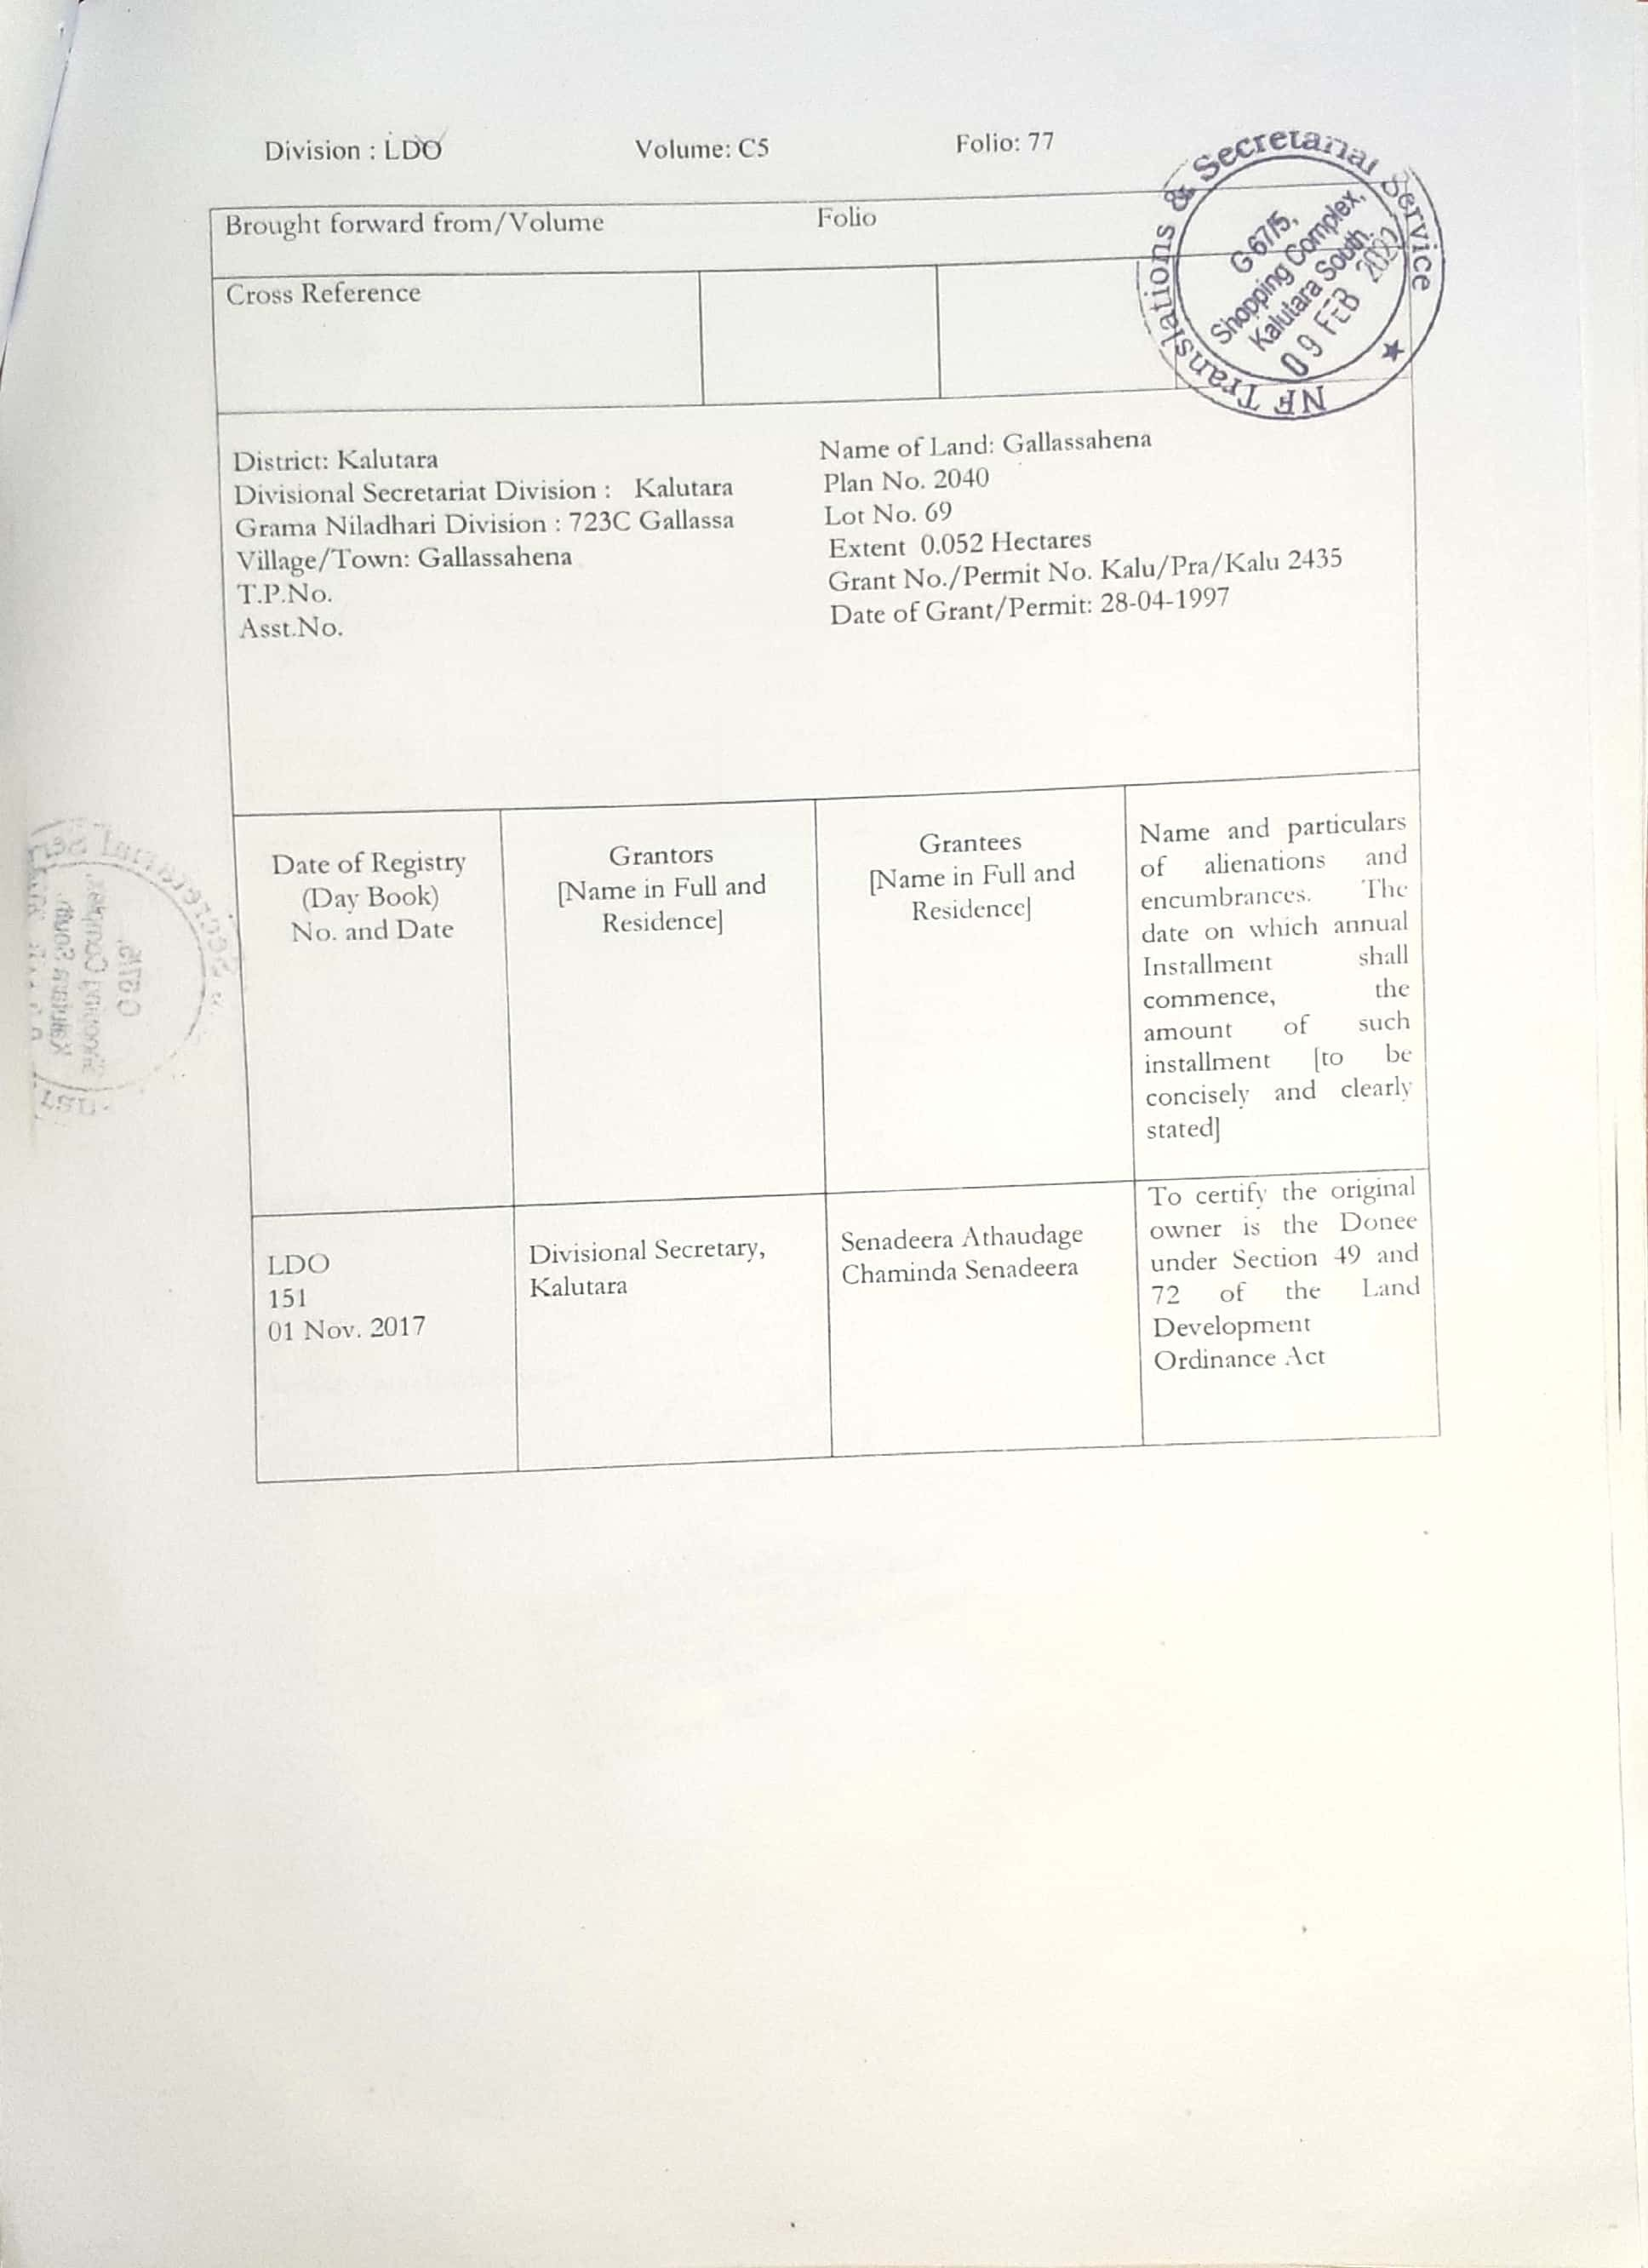 Division : LDO Volume: C5 Folio: 77
Brought forward from/Volume Folio
Cross Reference
NF Translations & Secretarial Service
G 67/5,
Shopping Complex,
Kalutara South.
09 FEB
District: Kalutara
Divisional Secretariat Division : Kalutara
Grama Niladhari Division : 723C Gallassa
Village/Town: Gallassahena
T.P.No.
Asst.No.
Name of Land: Gallassahena
Plan No. 2040
Lot No. 69
Extent 0.052 Hectares
Grant No./Permit No. Kalu/Pra/Kalu 2435
Date of Grant/Permit: 28-04-1997
Date of Registry
(Day Book)
No. and Date
Grantors
[Name in Full and
Residence]
Grantees
[Name in Full and
Residence]
Name and particulars
of alienations and
encumbrances. The
date on which annual
Installment shall
commence, the
amount of such
installment [to be
concisely and clearly
stated]
LDO
151
01 Nov. 2017
Divisional Secretary,
Kalutara
Senadeera Athaudage
Chaminda Senadeera
To certify the original
owner is the Donee
under Section 49 and
72 of the Land
Development
Ordinance Act